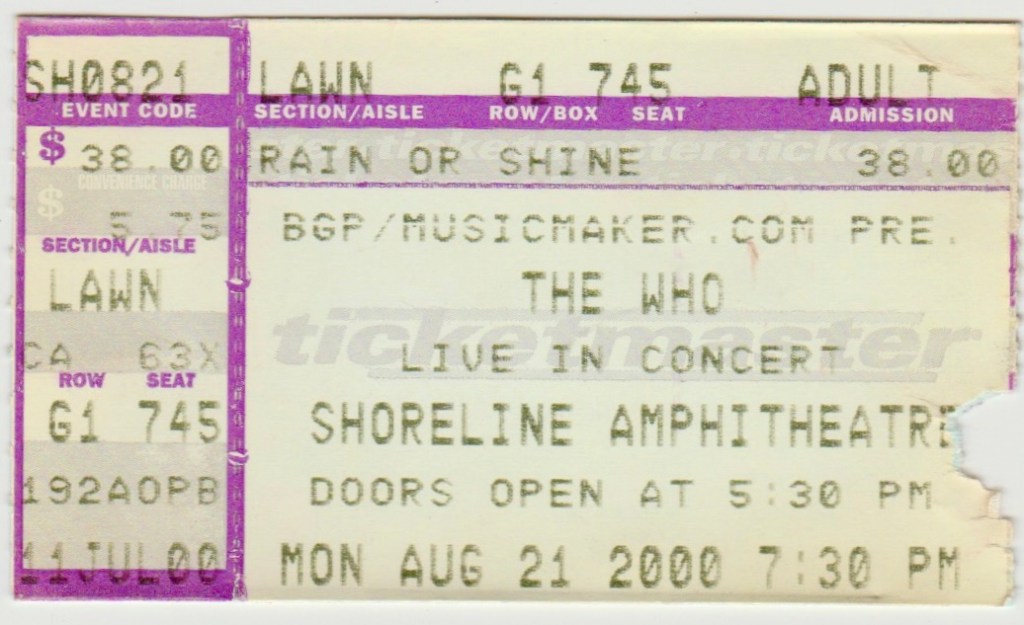 SH0821 LAWN G1 745 ADULT
EVENT CODE SECTION/AISLE ROW/BOX SEAT ADMISSION
$ 38.00 RAIN OR SHINE 38.00
$ CONVENIENCE CHARGE
5.75 BGP/MUSICMAKER.COM PRE.
SECTION/AISLE
LAWN THE WHO
ticketmaster
CA 63X LIVE IN CONCERT
ROW SEAT
G1 745 SHORELINE AMPHITHEATRE
192AOPB DOORS OPEN AT 5:30 PM
11JUL00 MON AUG 21 2000 7:30 PM